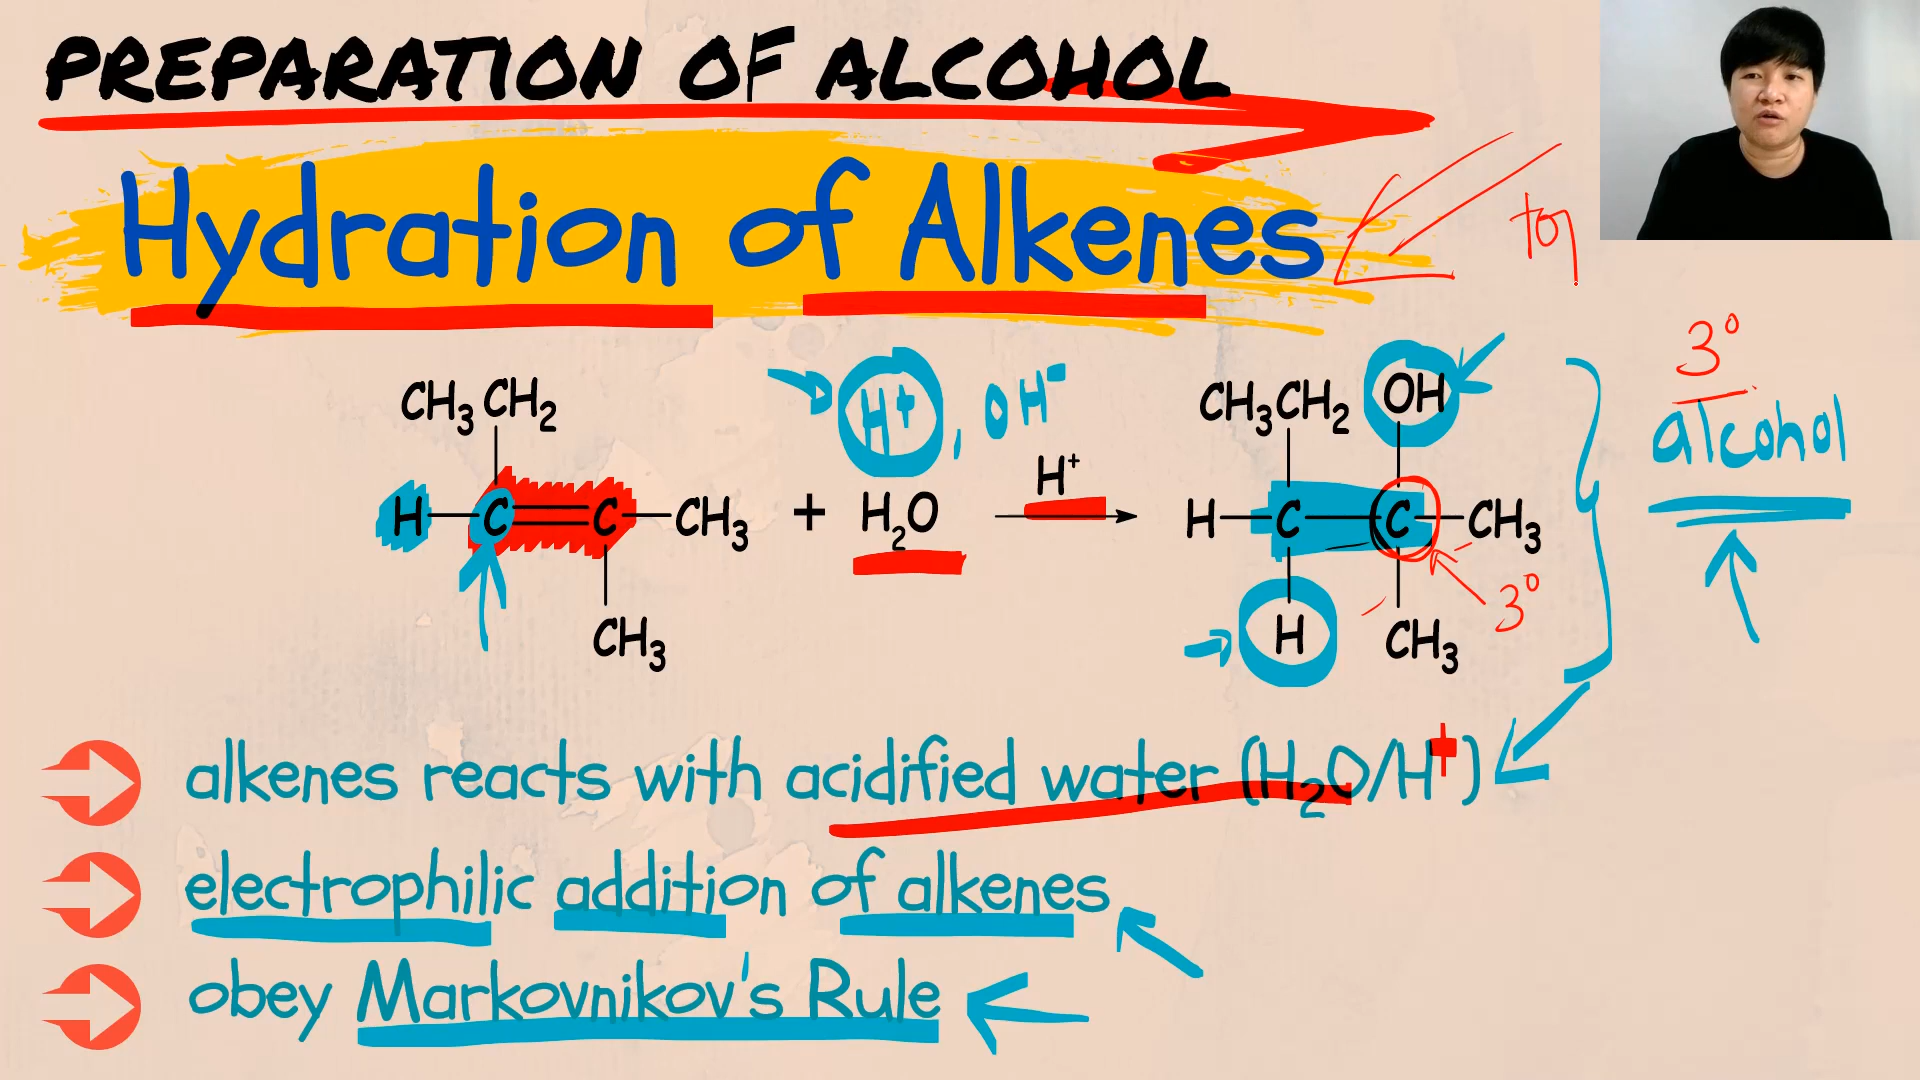 PREPARATION OF ALCOHOL
Hydration of Alkenes
3°
alcohol
CH₃CH₂ H⁺, OH⁻ CH₃CH₂ OH
H⁺
H C C CH₃ + H₂O H C C CH₃
3°
CH₃ H CH₃
alkenes reacts with acidified water (H₂O/H⁺)
electrophilic addition of alkenes
obey Markovnikov's Rule